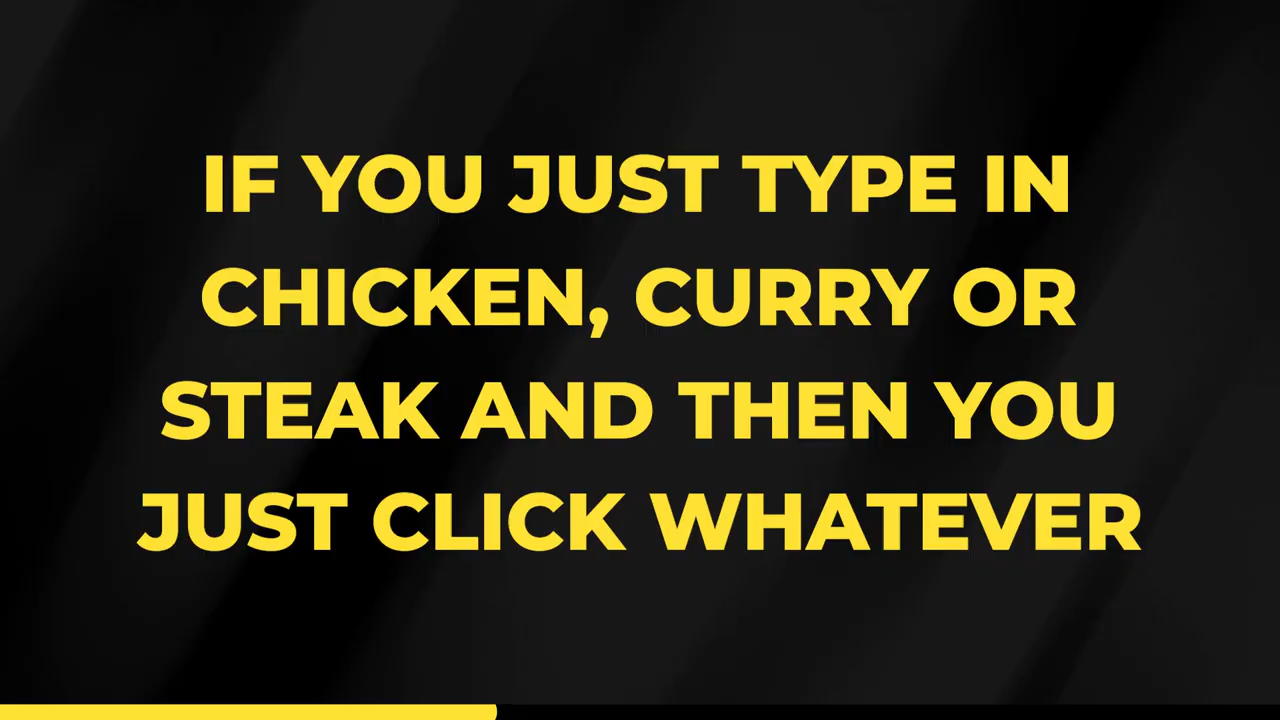 IF YOU JUST TYPE IN
CHICKEN, CURRY OR
STEAK AND THEN YOU
JUST CLICK WHATEVER